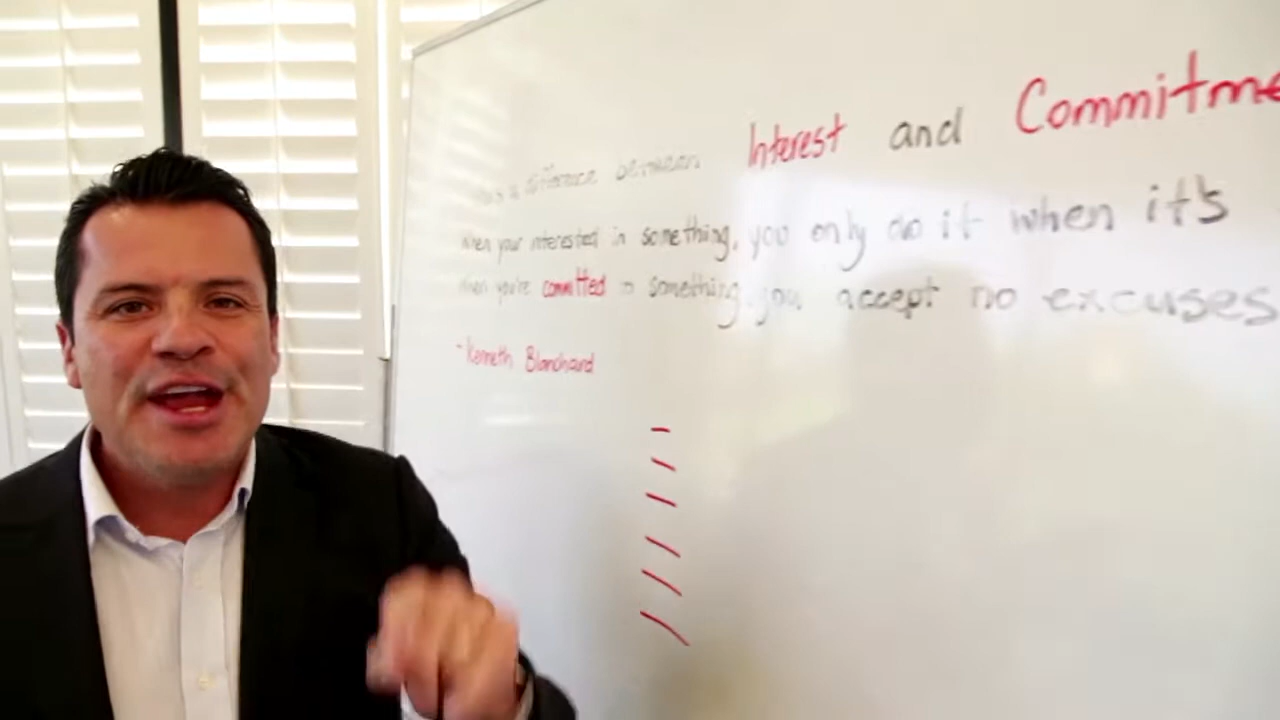 a difference between Interest and Commitme
when your interested in something, you only do it when it's
when you're committed to something, you accept no excuses
- Kenneth Blanchard